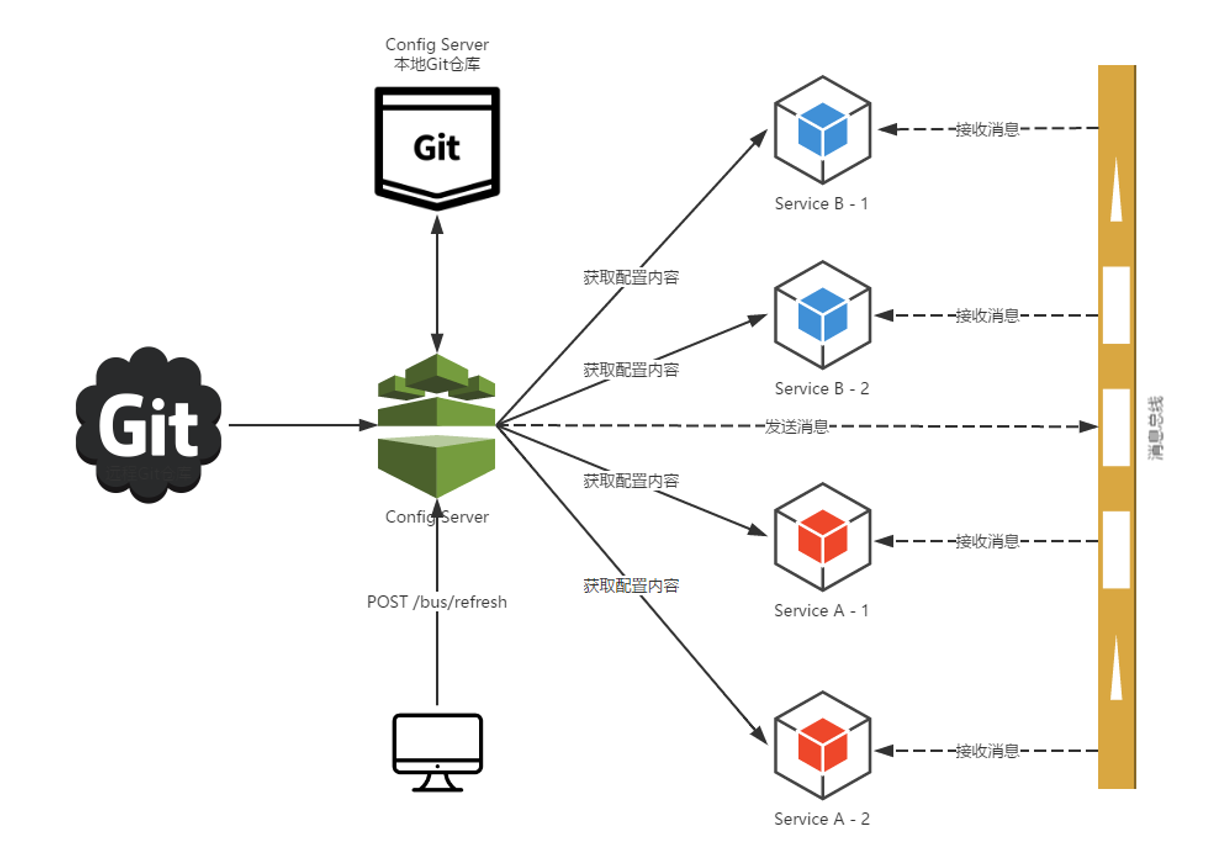 Config Server
本地Git仓库
Git
Service B - 1
接收消息
获取配置内容
Service B - 2
接收消息
获取配置内容
Git
远程Git仓库
发送消息
消息总线
Config Server
获取配置内容
Service A - 1
接收消息
获取配置内容
POST /bus/refresh
Service A - 2
接收消息